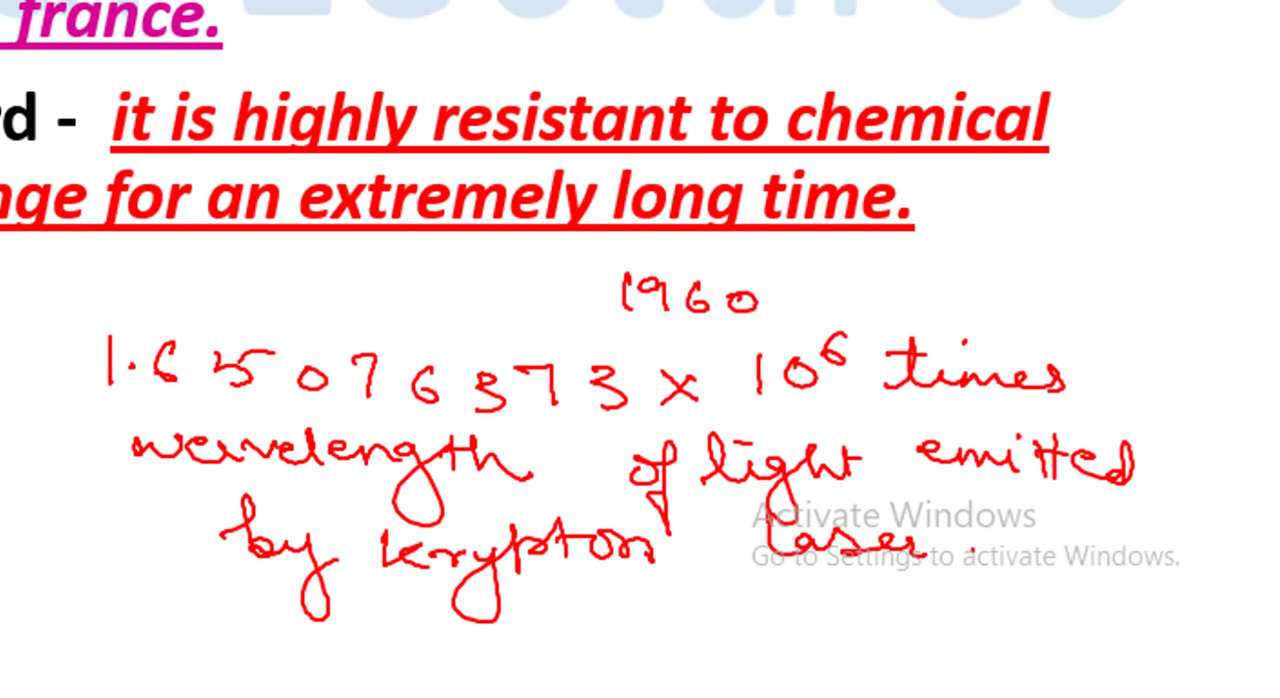 france.
rd - it is highly resistant to chemical
nge for an extremely long time.
1960
1.65076373 × 10⁶ times
wavelength of light emitted
by krypton laser.
Activate Windows
Go to Settings to activate Windows.